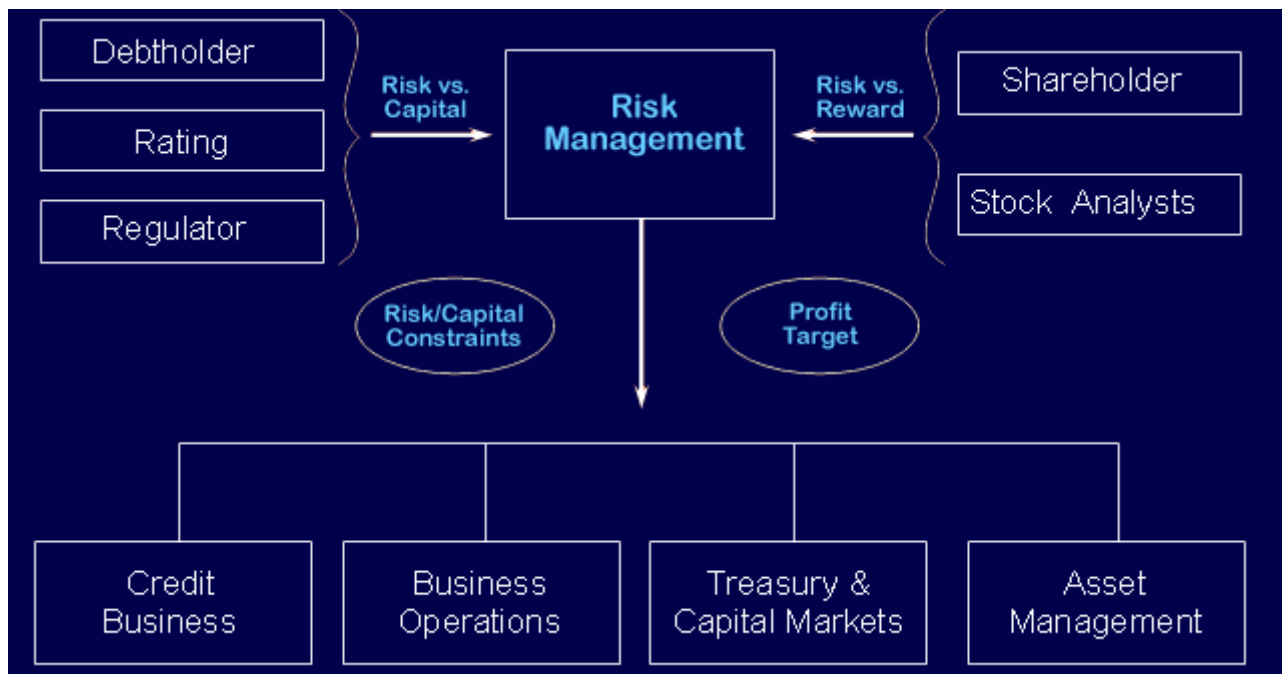 Debtholder
Rating
Regulator
Risk vs.
Capital
Risk
Management
Risk vs.
Reward
Shareholder
Stock Analysts
Risk/Capital
Constraints
Profit
Target
Credit
Business
Business
Operations
Treasury &
Capital Markets
Asset
Management